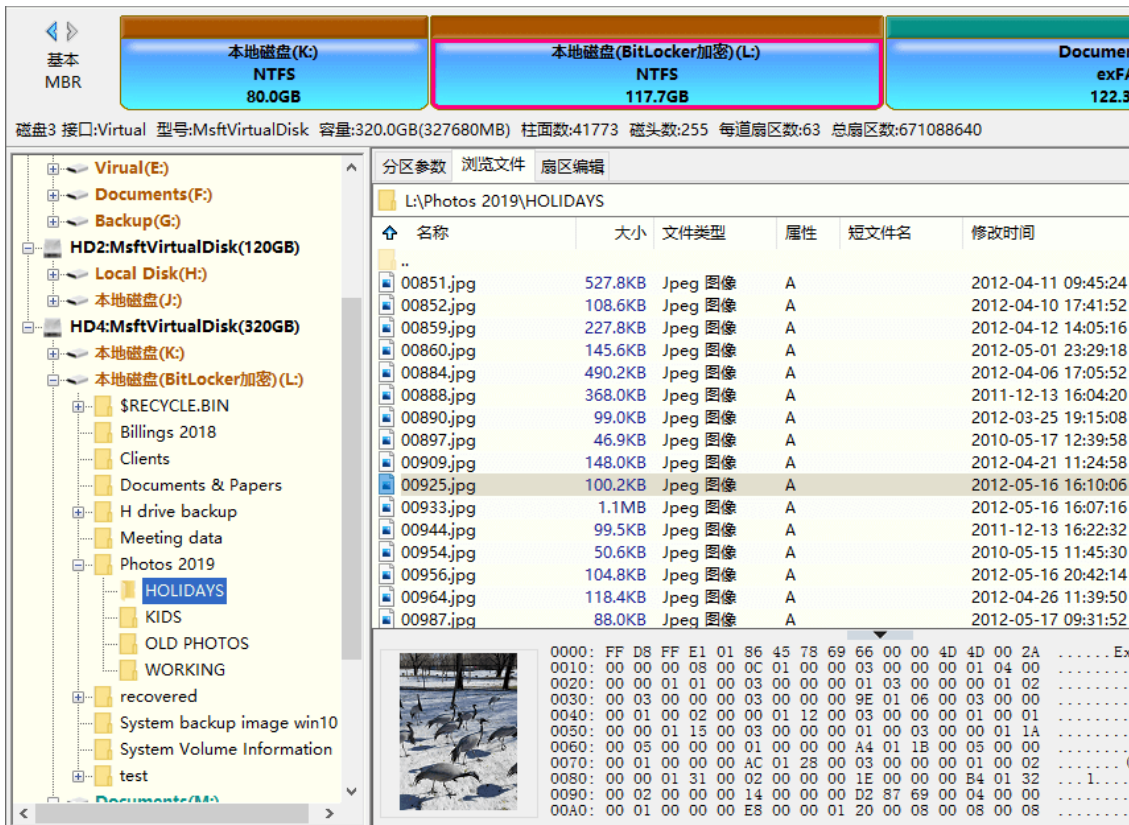 基本
MBR
本地磁盘(K:)
NTFS
80.0GB
本地磁盘(BitLocker加密)(L:)
NTFS
117.7GB
Documen
exFA
122.3
磁盘3 接口:Virtual 型号:MsftVirtualDisk 容量:320.0GB(327680MB) 柱面数:41773 磁头数:255 每道扇区数:63 总扇区数:671088640
Virual(E:)
Documents(F:)
Backup(G:)
HD2:MsftVirtualDisk(120GB)
Local Disk(H:)
本地磁盘(J:)
HD4:MsftVirtualDisk(320GB)
本地磁盘(K:)
本地磁盘(BitLocker加密)(L:)
$RECYCLE.BIN
Billings 2018
Clients
Documents & Papers
H drive backup
Meeting data
Photos 2019
HOLIDAYS
KIDS
OLD PHOTOS
WORKING
recovered
System backup image win10
System Volume Information
test
Documents(M:)
分区参数 浏览文件 扇区编辑
L:\Photos 2019\HOLIDAYS
名称 大小 文件类型 属性 短文件名 修改时间
..
00851.jpg 527.8KB Jpeg 图像 A 2012-04-11 09:45:24
00852.jpg 108.6KB Jpeg 图像 A 2012-04-10 17:41:52
00859.jpg 227.8KB Jpeg 图像 A 2012-04-12 14:05:16
00860.jpg 145.6KB Jpeg 图像 A 2012-05-01 23:29:18
00884.jpg 490.2KB Jpeg 图像 A 2012-04-06 17:05:52
00888.jpg 368.0KB Jpeg 图像 A 2011-12-13 16:04:20
00890.jpg 99.0KB Jpeg 图像 A 2012-03-25 19:15:08
00897.jpg 46.9KB Jpeg 图像 A 2010-05-17 12:39:58
00909.jpg 148.0KB Jpeg 图像 A 2012-04-21 11:24:58
00925.jpg 100.2KB Jpeg 图像 A 2012-05-16 16:10:06
00933.jpg 1.1MB Jpeg 图像 A 2012-05-16 16:07:16
00944.jpg 99.5KB Jpeg 图像 A 2011-12-13 16:22:32
00954.jpg 50.6KB Jpeg 图像 A 2010-05-15 11:45:30
00956.jpg 104.8KB Jpeg 图像 A 2012-05-16 20:42:14
00964.jpg 118.4KB Jpeg 图像 A 2012-04-26 11:39:50
00987.jpg 88.0KB Jpeg 图像 A 2012-05-17 09:31:52
0000: FF D8 FF E1 01 86 45 78 69 66 00 00 4D 4D 00 2A ......Ex
0010: 00 00 00 08 00 0C 01 00 00 03 00 00 00 01 04 00 ........
0020: 00 00 01 01 00 03 00 00 00 01 03 00 00 00 01 02 ........
0030: 00 03 00 00 00 03 00 00 00 9E 01 06 00 03 00 00 ........
0040: 00 01 00 02 00 00 01 12 00 03 00 00 00 01 00 01 ........
0050: 00 00 01 15 00 03 00 00 00 01 00 03 00 00 01 1A ........
0060: 00 05 00 00 00 01 00 00 00 A4 01 1B 00 05 00 00 ........
0070: 00 01 00 00 00 AC 01 28 00 03 00 00 00 01 00 02 .......(
0080: 00 00 01 31 00 02 00 00 00 1E 00 00 00 B4 01 32 ...1....
0090: 00 02 00 00 00 14 00 00 00 D2 87 69 00 04 00 00 ........
00A0: 00 01 00 00 00 E8 00 00 01 20 00 08 00 08 00 08 ........